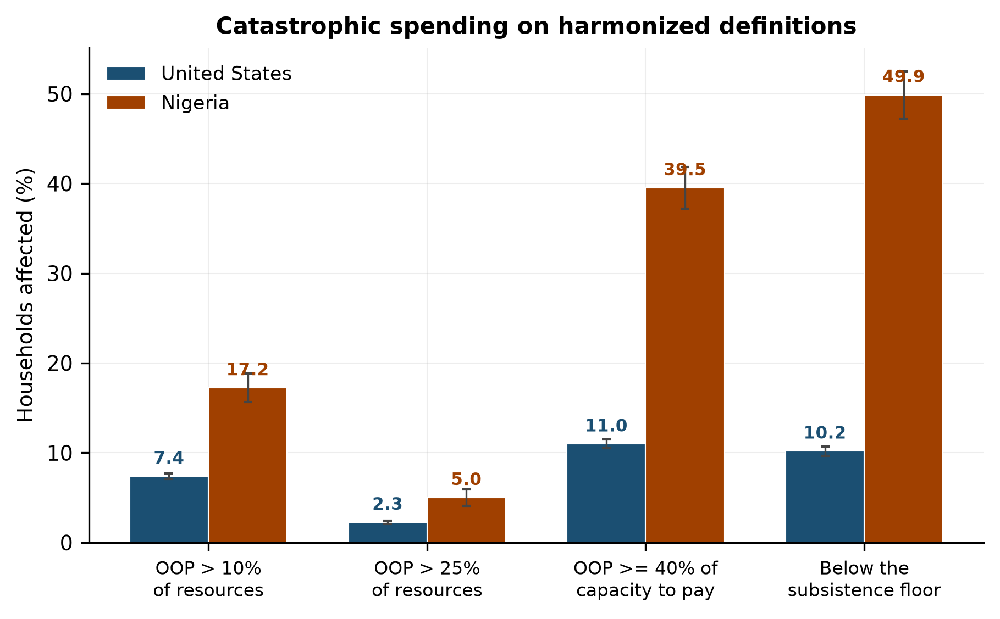 Catastrophic spending on harmonized definitions
United States
Nigeria
Households affected (%)
50
40
30
20
10
0
7.4
17.2
2.3
5.0
11.0
39.5
10.2
49.9
OOP > 10%
of resources
OOP > 25%
of resources
OOP >= 40% of
capacity to pay
Below the
subsistence floor